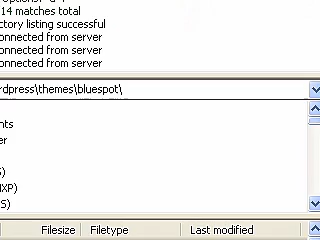 14 matches total
ctory listing successful
onnected from server
onnected from server
onnected from server
rdpress\themes\bluespot\
nts
er
S)
IXP)
S)
Filesize Filetype Last modified